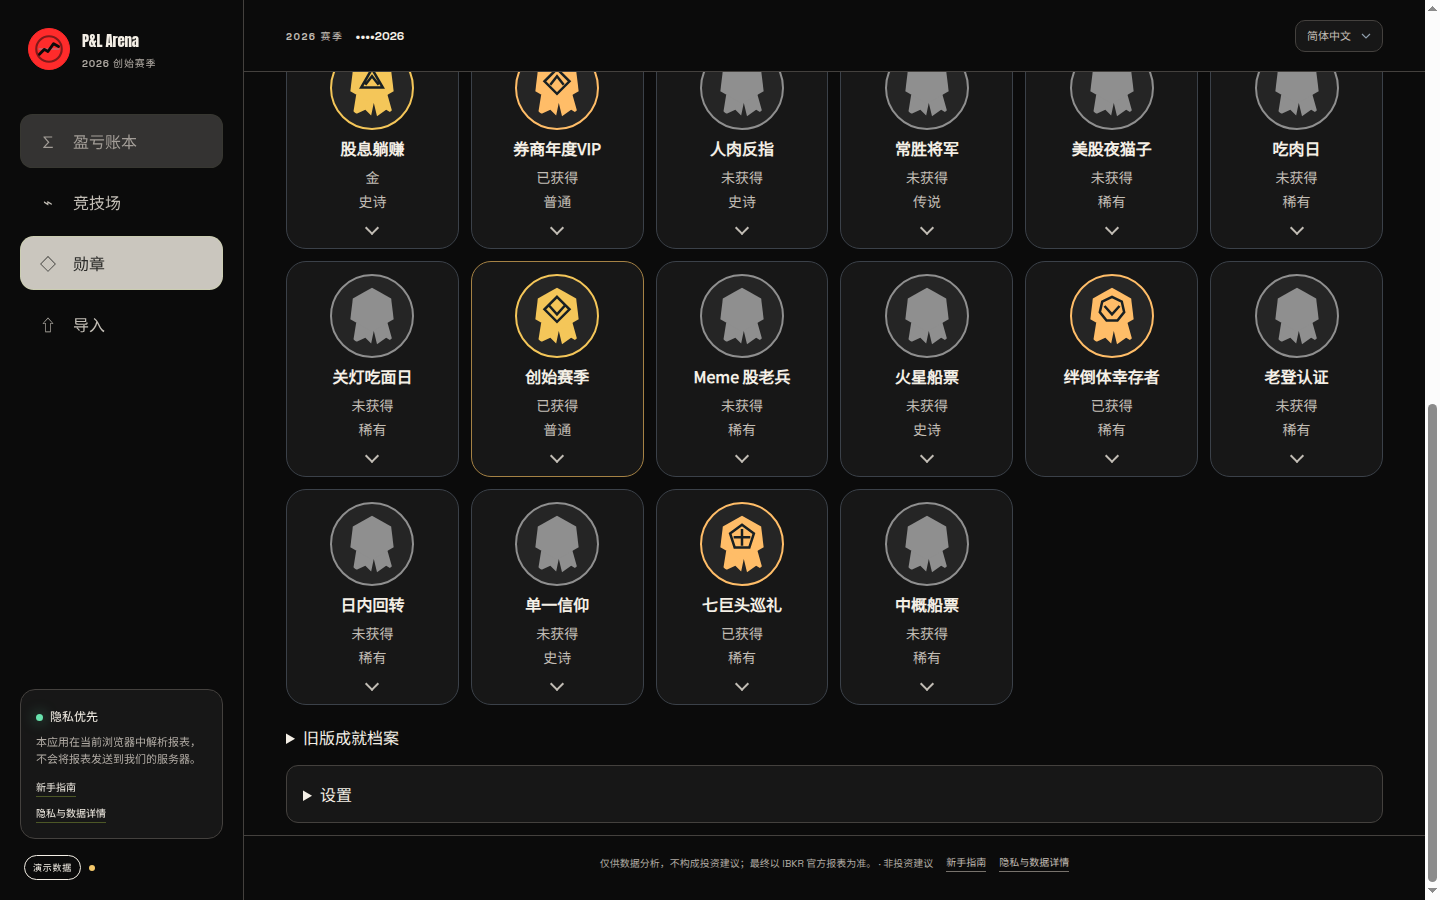 P&L Arena
2026 创始赛季
盈亏账本
竞技场
勋章
导入
隐私优先
本应用在当前浏览器中解析报表，
不会将报表发送到我们的服务器。
新手指南
隐私与数据详情
演示数据
2026 赛季 ••••2026
简体中文
股息躺赚
金
史诗
券商年度VIP
已获得
普通
人肉反指
未获得
史诗
常胜将军
未获得
传说
美股夜猫子
未获得
稀有
吃肉日
未获得
稀有
关灯吃面日
未获得
稀有
创始赛季
已获得
普通
Meme 股老兵
未获得
稀有
火星船票
未获得
史诗
绊倒体幸存者
已获得
稀有
老登认证
未获得
稀有
日内回转
未获得
稀有
单一信仰
未获得
史诗
七巨头巡礼
已获得
稀有
中概船票
未获得
稀有
旧版成就档案
设置
仅供数据分析，不构成投资建议；最终以 IBKR 官方报表为准。 · 非投资建议 新手指南 隐私与数据详情